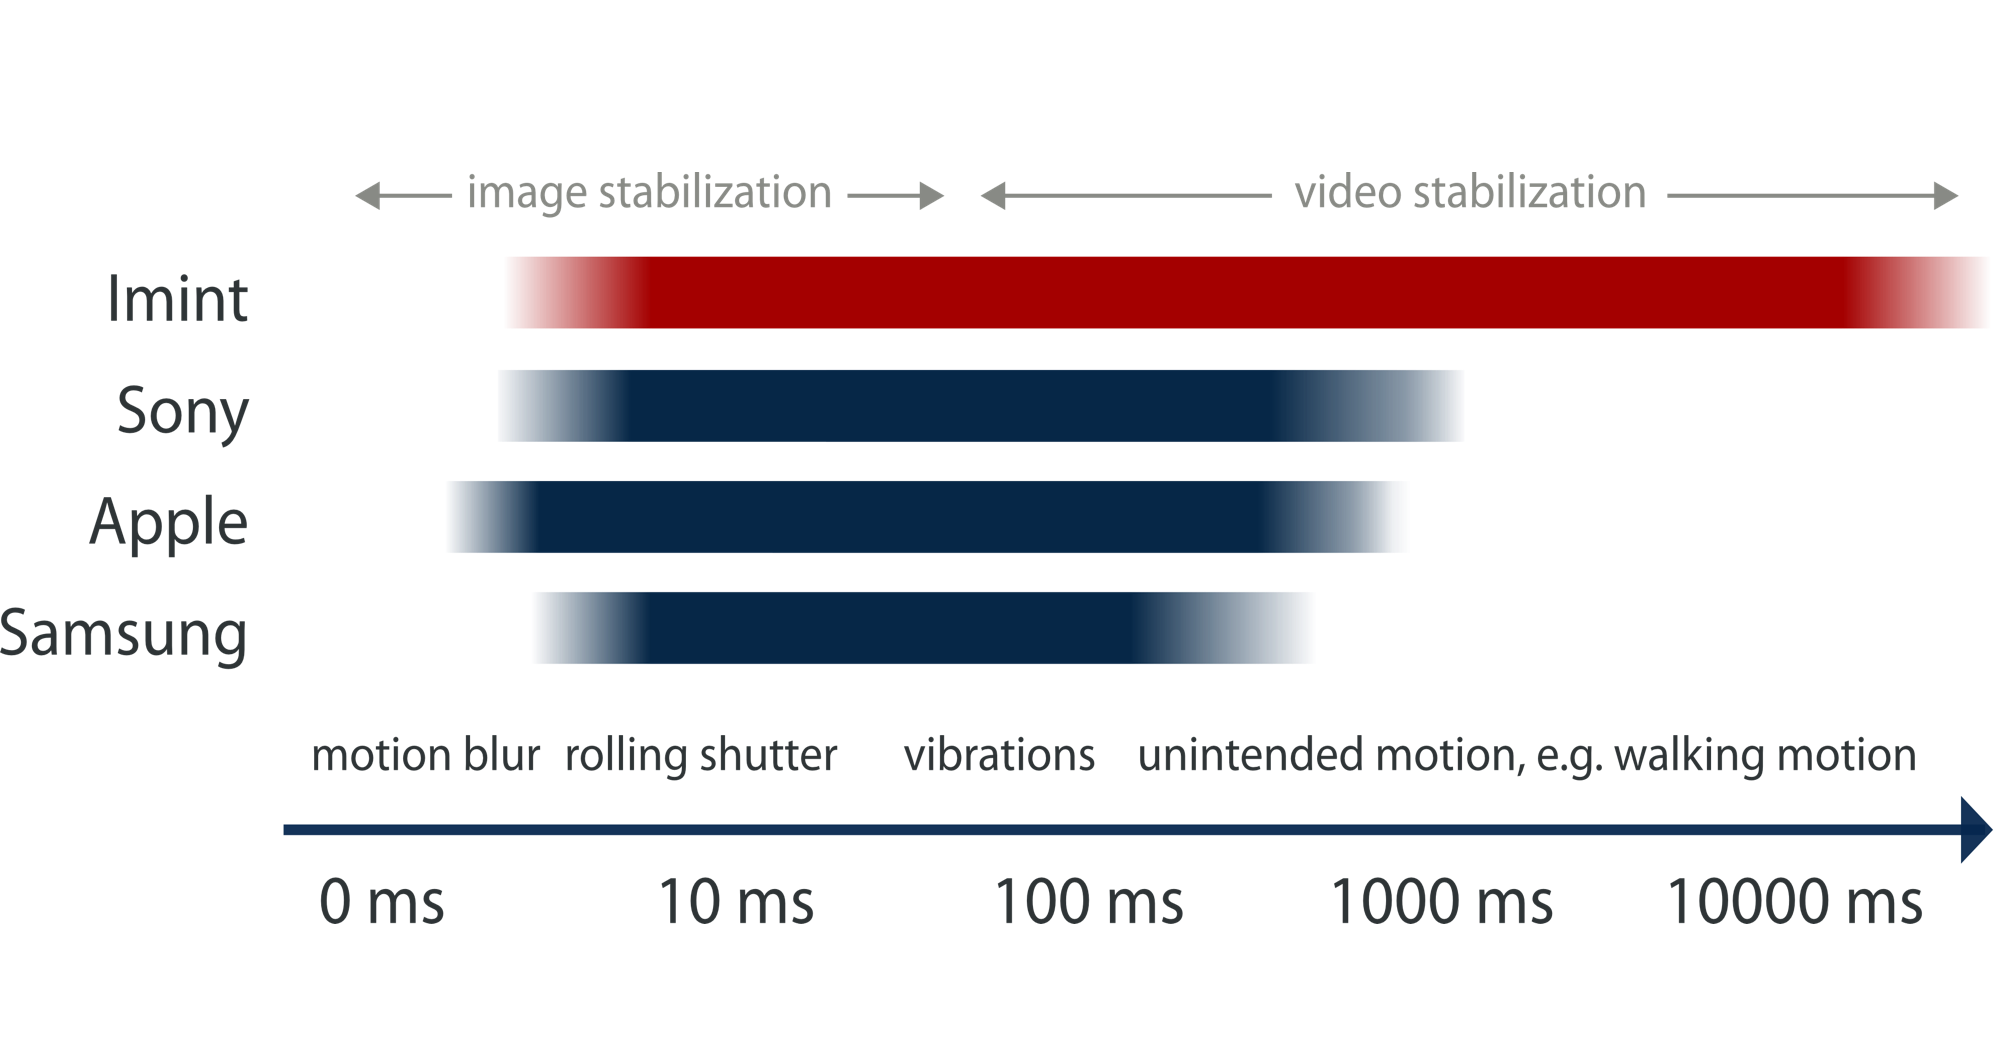 image stabilization video stabilization
Imint
Sony
Apple
Samsung
motion blur rolling shutter vibrations unintended motion, e.g. walking motion
0 ms 10 ms 100 ms 1000 ms 10000 ms